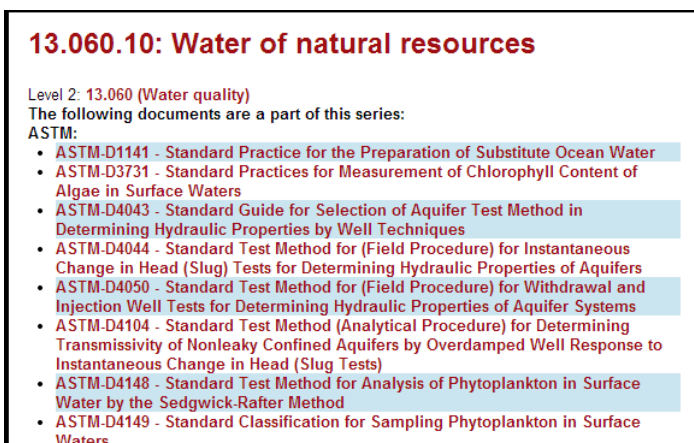 13.060.10: Water of natural resources
Level 2: 13.060 (Water quality)
The following documents are a part of this series:
ASTM:
• ASTM-D1141 - Standard Practice for the Preparation of Substitute Ocean Water
• ASTM-D3731 - Standard Practices for Measurement of Chlorophyll Content of
Algae in Surface Waters
• ASTM-D4043 - Standard Guide for Selection of Aquifer Test Method in
Determining Hydraulic Properties by Well Techniques
• ASTM-D4044 - Standard Test Method for (Field Procedure) for Instantaneous
Change in Head (Slug) Tests for Determining Hydraulic Properties of Aquifers
• ASTM-D4050 - Standard Test Method for (Field Procedure) for Withdrawal and
Injection Well Tests for Determining Hydraulic Properties of Aquifer Systems
• ASTM-D4104 - Standard Test Method (Analytical Procedure) for Determining
Transmissivity of Nonleaky Confined Aquifers by Overdamped Well Response to
Instantaneous Change in Head (Slug Tests)
• ASTM-D4148 - Standard Test Method for Analysis of Phytoplankton in Surface
Water by the Sedgwick-Rafter Method
• ASTM-D4149 - Standard Classification for Sampling Phytoplankton in Surface
Waters